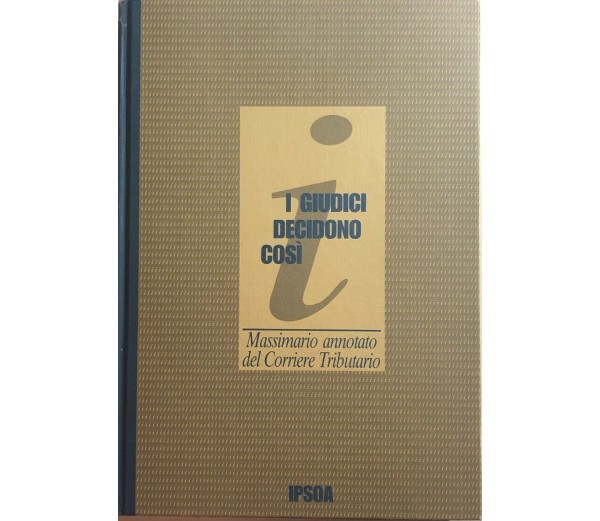 i
I GIUDICI
DECIDONO
COSÌ
Massimario annotato
del Corriere Tributario
IPSOA